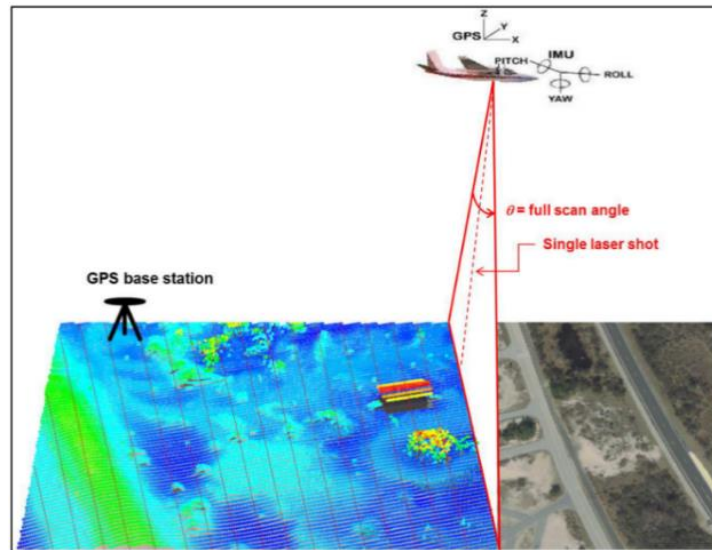 Z
Y
GPS
X
IMU
PITCH
ROLL
YAW
θ = full scan angle
Single laser shot
GPS base station